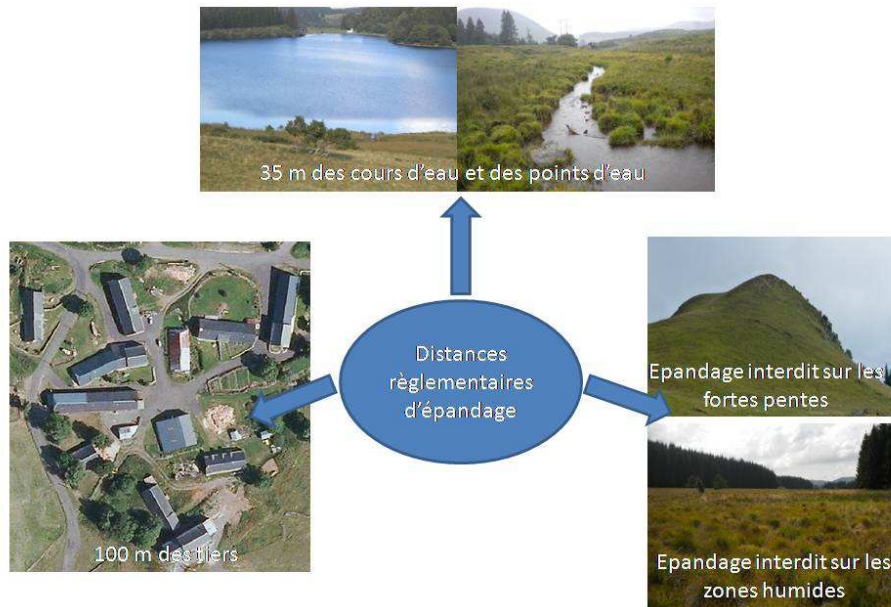 35 m des cours d'eau et des points d'eau
Distances
règlementaires
d'épandage
100 m des tiers
Epandage interdit sur les
fortes pentes
Epandage interdit sur les
zones humides